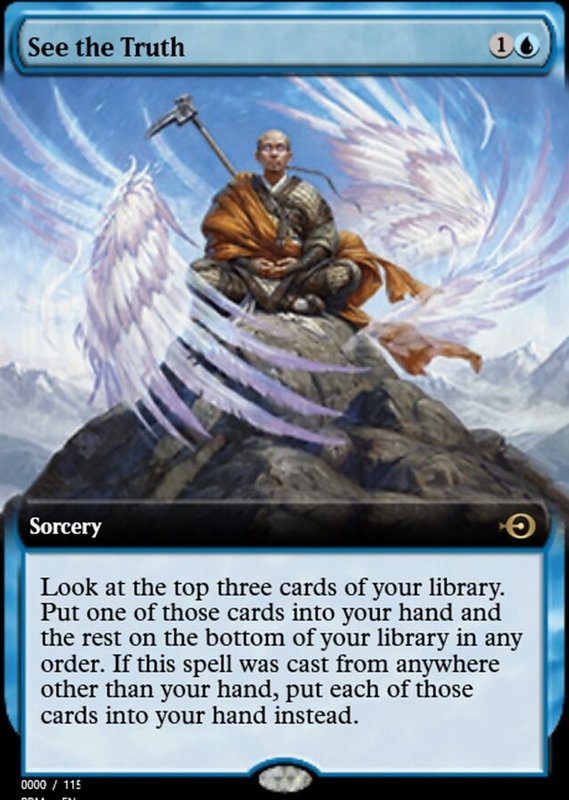 See the Truth
1
Sorcery
Look at the top three cards of your library.
Put one of those cards into your hand and
the rest on the bottom of your library in any
order. If this spell was cast from anywhere
other than your hand, put each of those
cards into your hand instead.
0000 / 115